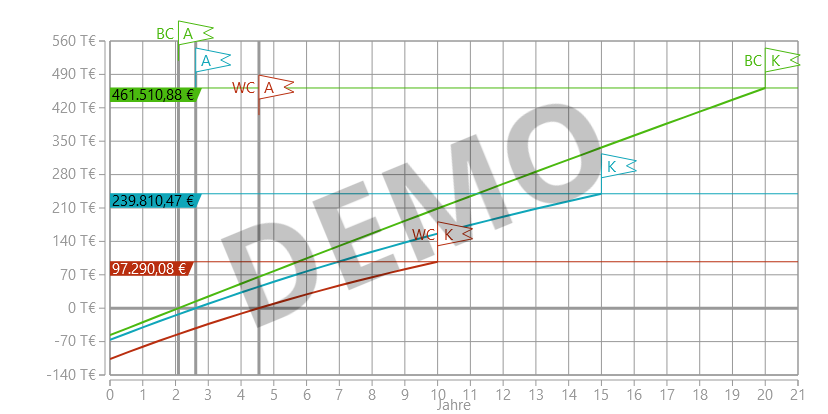 BC A
560 T€
A
490 T€
BC K
WC A
461.510,88 €
420 T€
350 T€
280 T€
K
239.810,47 €
210 T€
DEMO
140 T€
WC K
97.290,08 €
70 T€
0 T€
-70 T€
-140 T€
0 1 2 3 4 5 6 7 8 9 10 11 12 13 14 15 16 17 18 19 20 21
Jahre